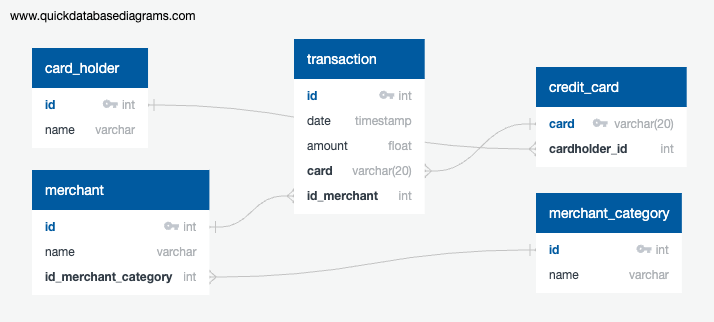 www.quickdatabasediagrams.com
card_holder
id int
name varchar
merchant
id int
name varchar
id_merchant_category int
transaction
id int
date timestamp
amount float
card varchar(20)
id_merchant int
credit_card
card varchar(20)
cardholder_id int
merchant_category
id int
name varchar